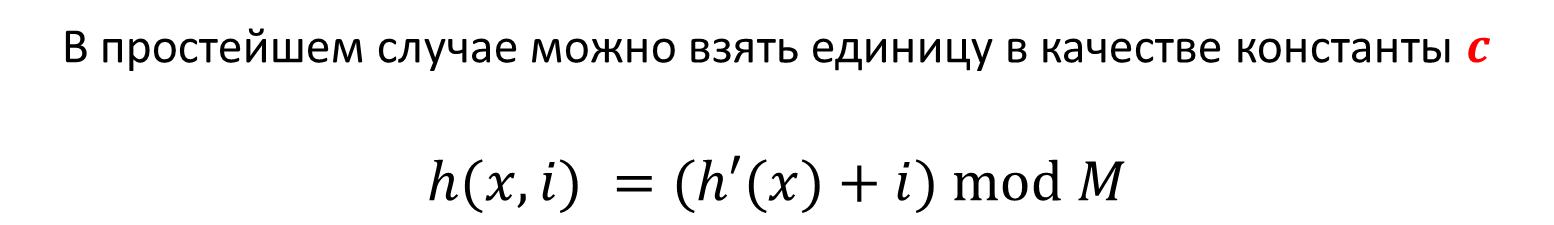 В простейшем случае можно взять единицу в качестве константы c
h(x, i) = (h′(x) + i) mod M